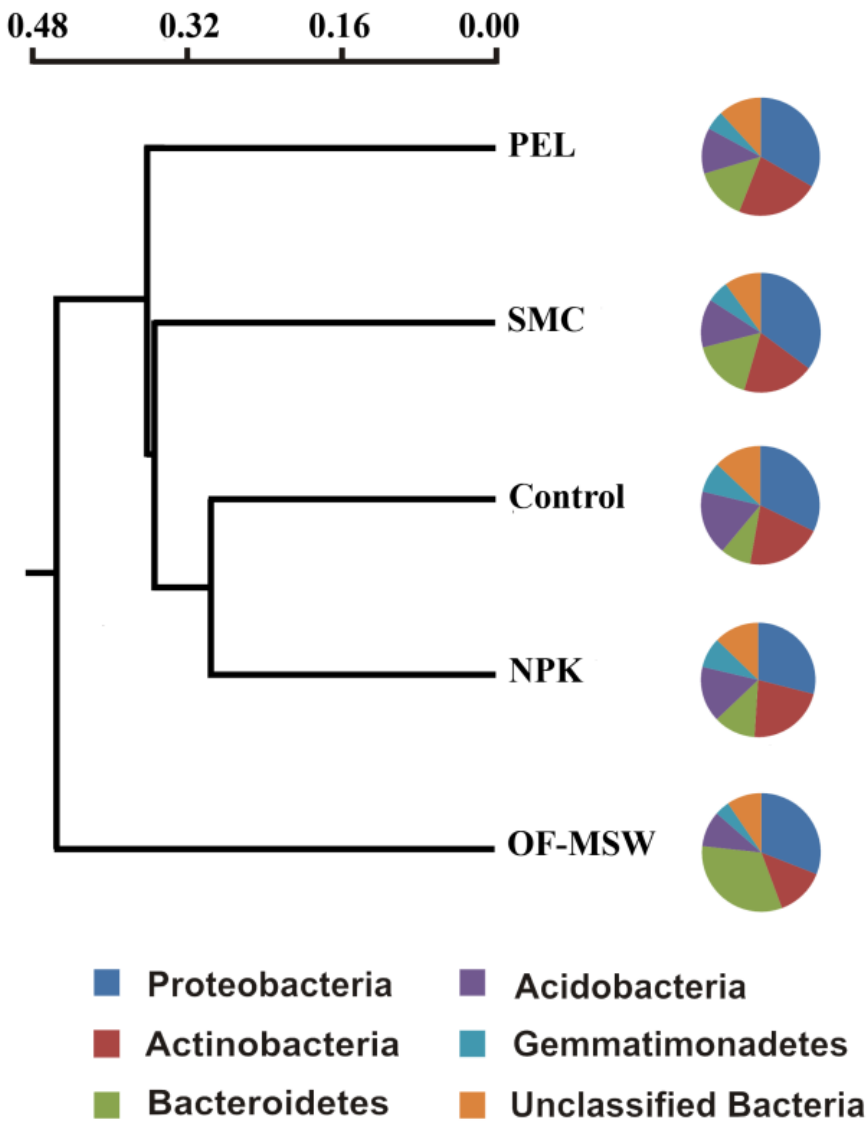 0.48 0.32 0.16 0.00
PEL
SMC
Control
NPK
OF-MSW
Proteobacteria Acidobacteria
Actinobacteria Gemmatimonadetes
Bacteroidetes Unclassified Bacteria